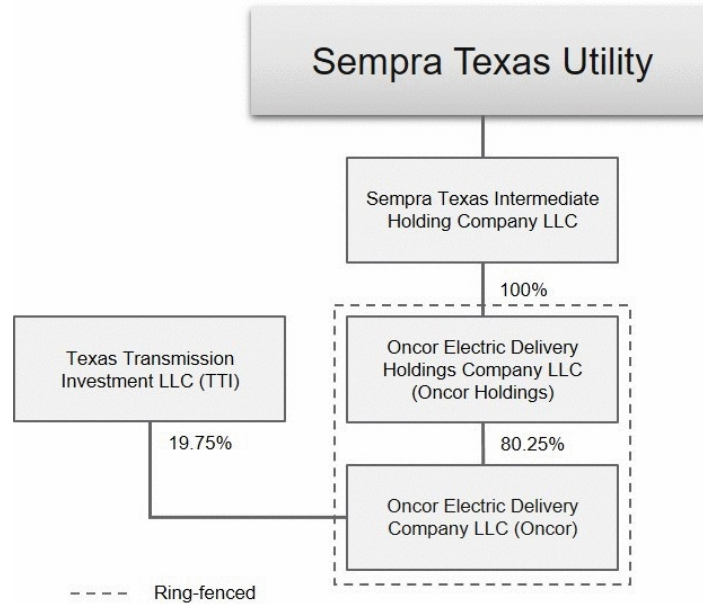 Sempra Texas Utility
Sempra Texas Intermediate
Holding Company LLC
100%
Texas Transmission
Investment LLC (TTI)
Oncor Electric Delivery
Holdings Company LLC
(Oncor Holdings)
19.75%
80.25%
Oncor Electric Delivery
Company LLC (Oncor)
Ring-fenced